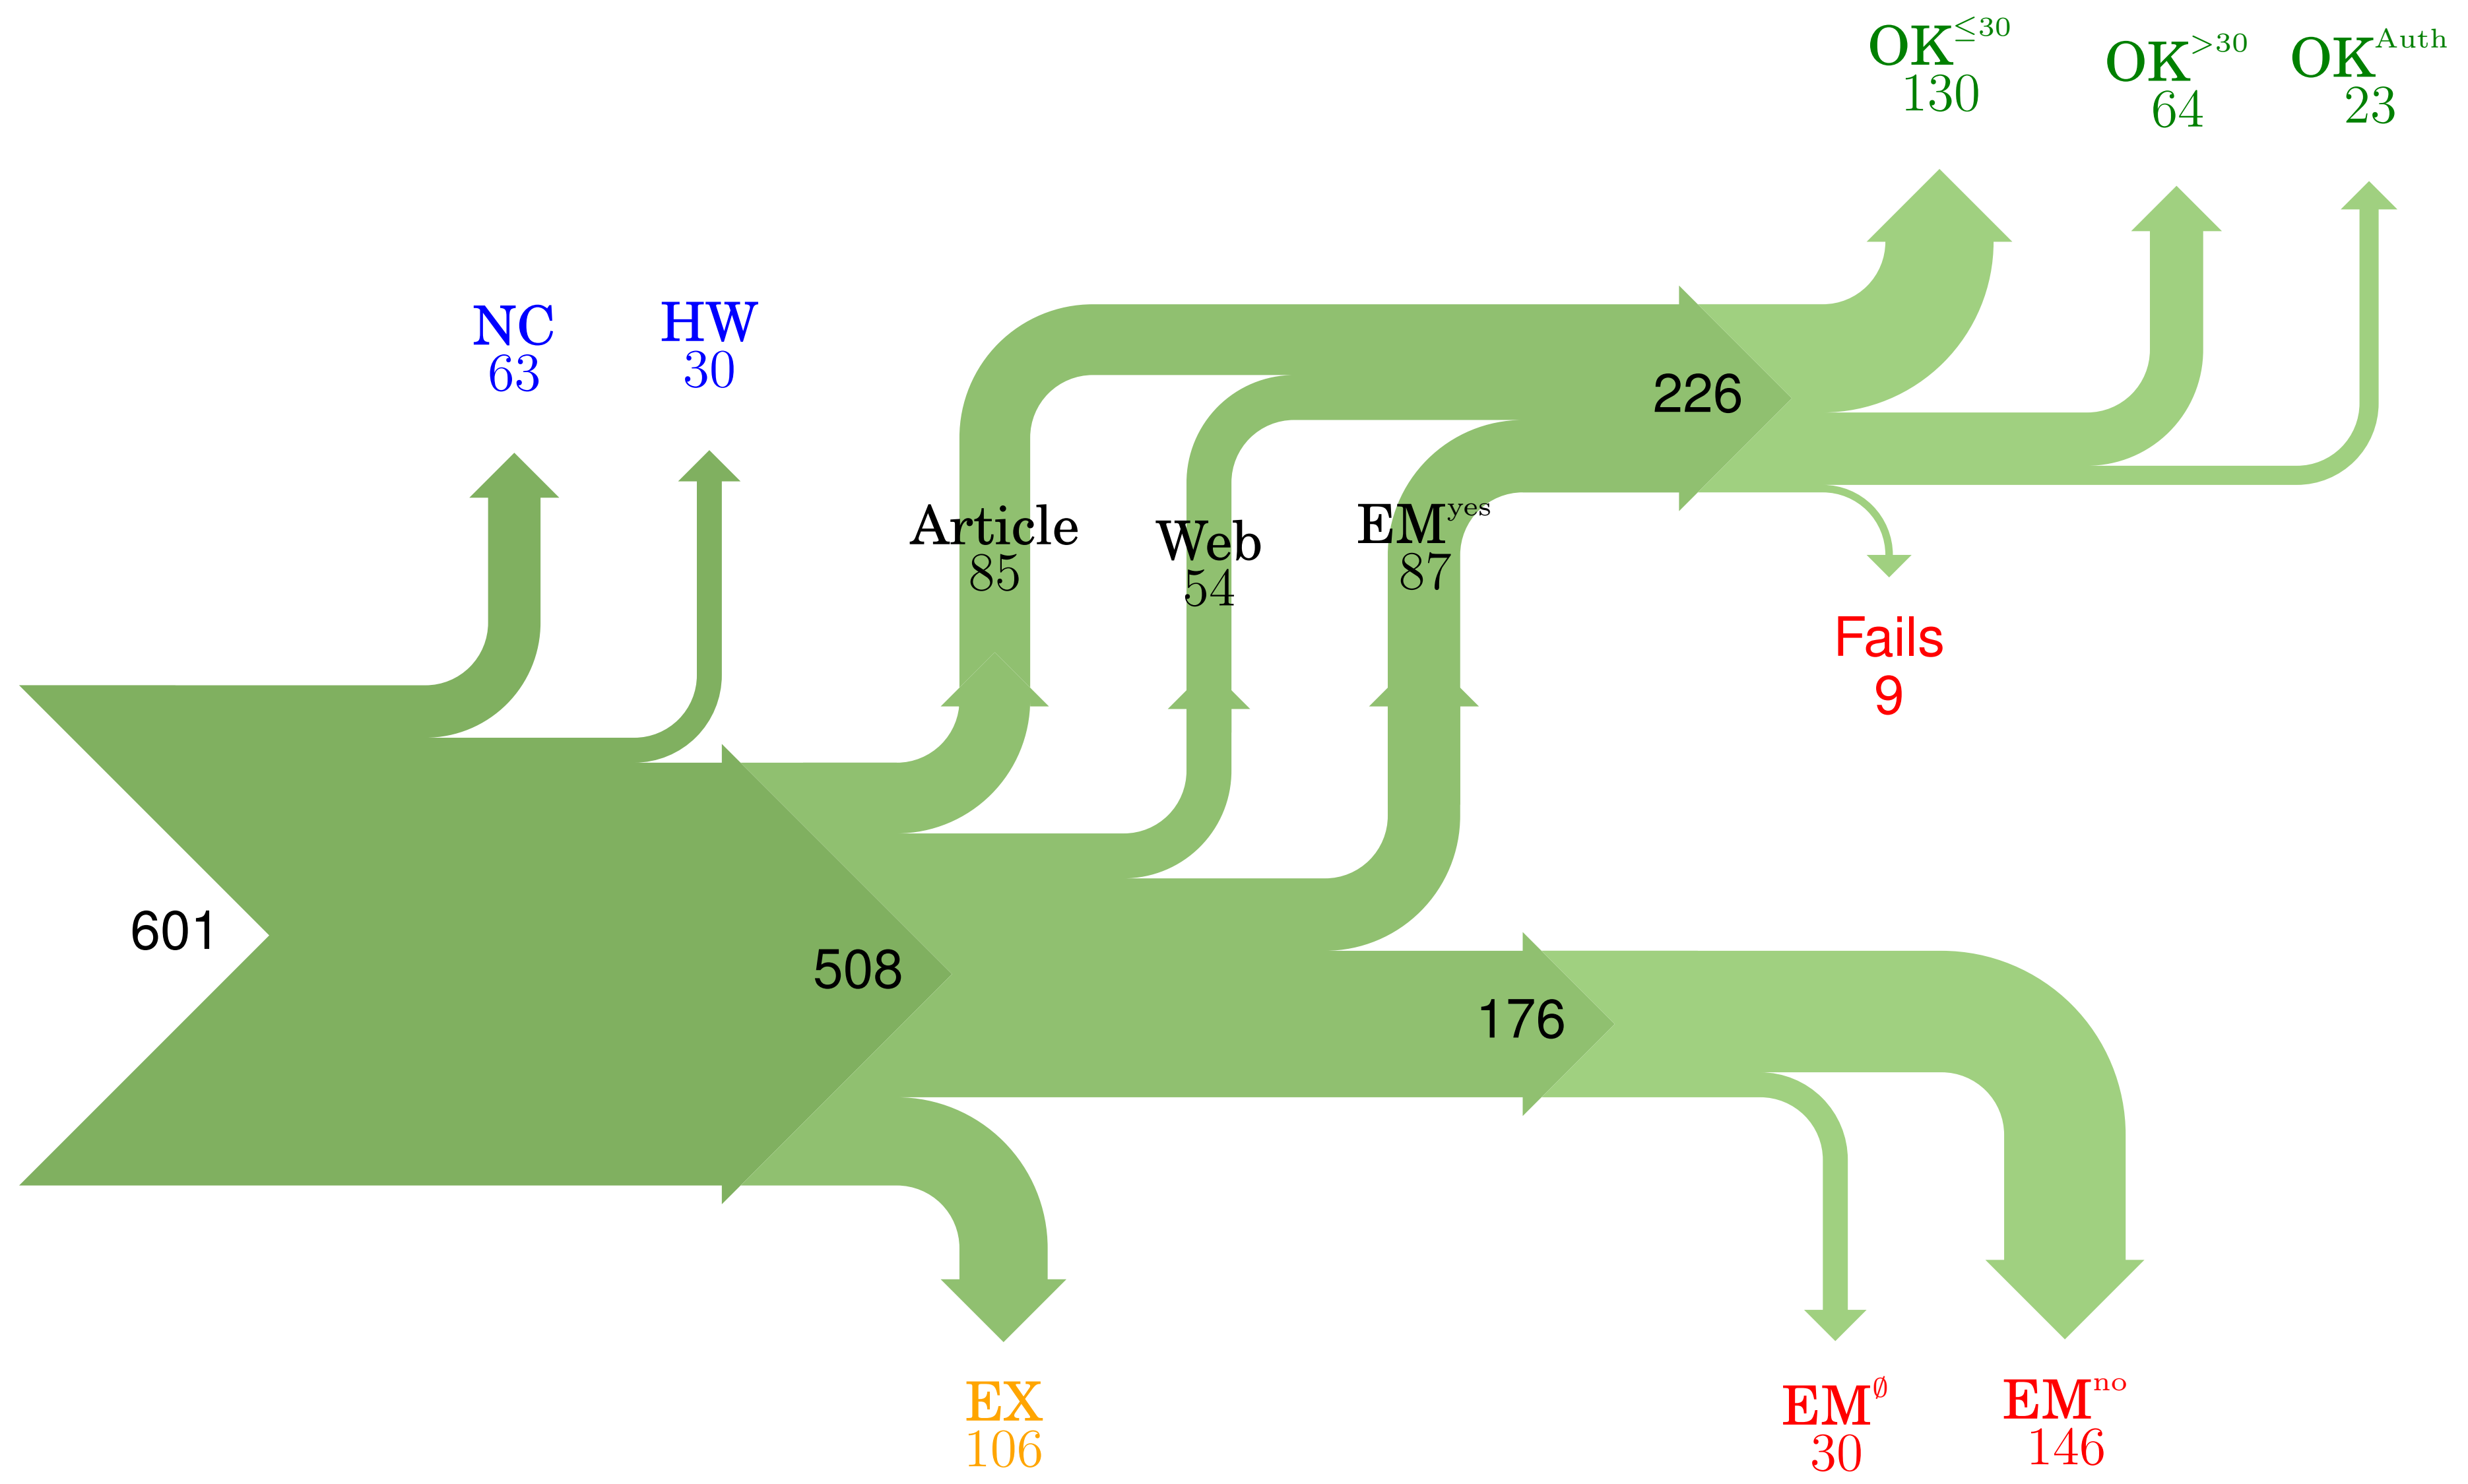 OK≤30
130
OK>30
64
OKAuth
23
NC
63
HW
30
226
Article
85
Web
54
EMyes
87
Fails
9
601
508
176
EX
106
EM∅
30
EMno
146